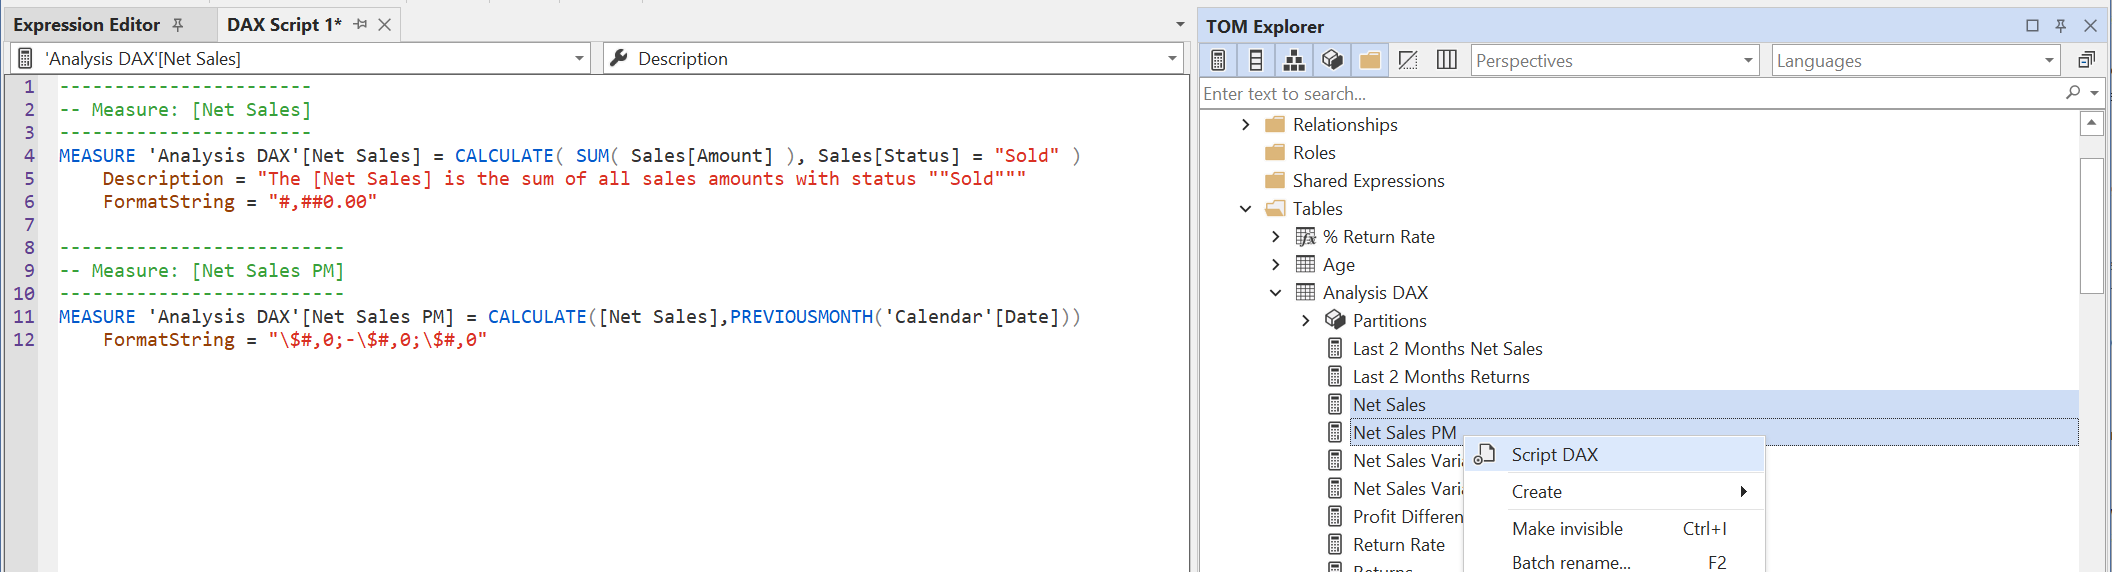 Expression Editor
DAX Script 1*
'Analysis DAX'[Net Sales]
Description
1 -----------------------
2 -- Measure: [Net Sales]
3 -----------------------
4 MEASURE 'Analysis DAX'[Net Sales] = CALCULATE( SUM( Sales[Amount] ), Sales[Status] = "Sold" )
5     Description = "The [Net Sales] is the sum of all sales amounts with status ""Sold"""
6     FormatString = "#,##0.00"
7
8 --------------------------
9 -- Measure: [Net Sales PM]
10 --------------------------
11 MEASURE 'Analysis DAX'[Net Sales PM] = CALCULATE([Net Sales],PREVIOUSMONTH('Calendar'[Date]))
12     FormatString = "\$#,0;-\$#,0;\$#,0"
TOM Explorer
Perspectives
Languages
Enter text to search...
Relationships
Roles
Shared Expressions
Tables
% Return Rate
Age
Analysis DAX
Partitions
Last 2 Months Net Sales
Last 2 Months Returns
Net Sales
Net Sales PM
Net Sales Vari
Net Sales Vari
Profit Differen
Return Rate
Returns
Script DAX
Create
Make invisible Ctrl+I
Batch rename... F2